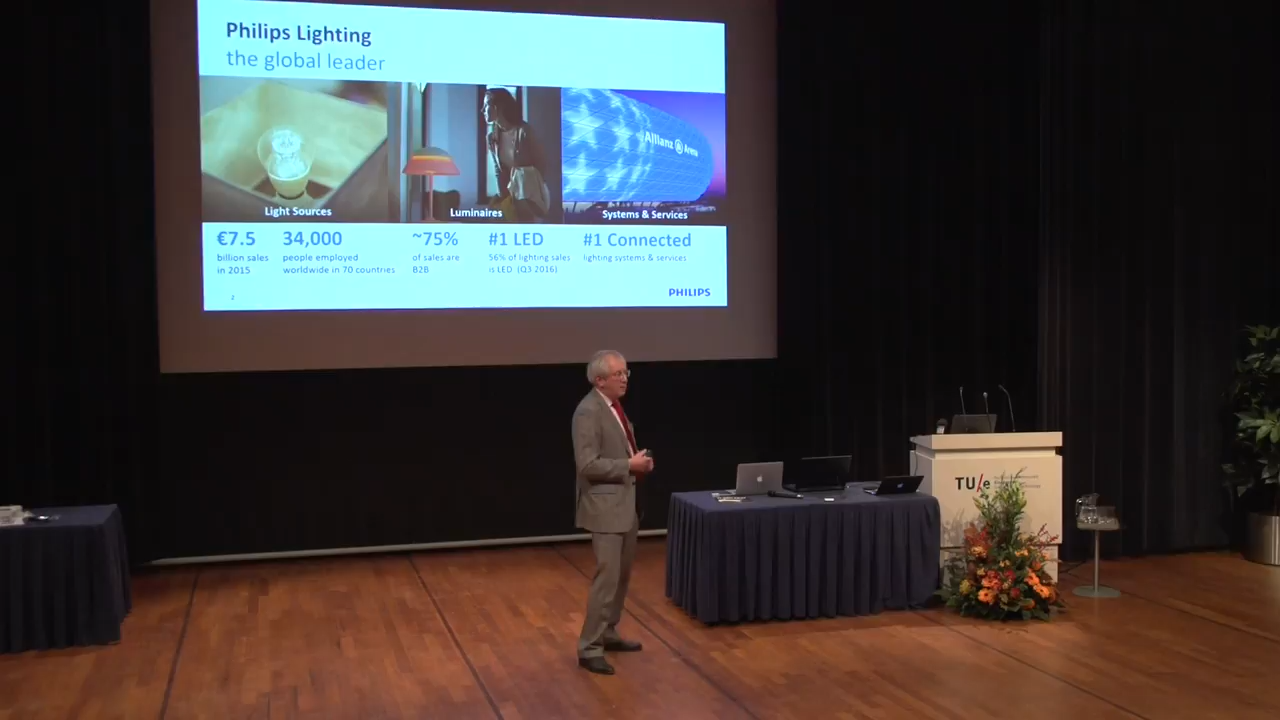 Philips Lighting
the global leader
Allianz Arena
Light Sources
Luminaires
Systems & Services
€7.5
billion sales
in 2015
34,000
people employed
worldwide in 70 countries
~75%
of sales are
B2B
#1 LED
56% of lighting sales
is LED (Q3 2016)
#1 Connected
lighting systems & services
2
PHILIPS
TU/e